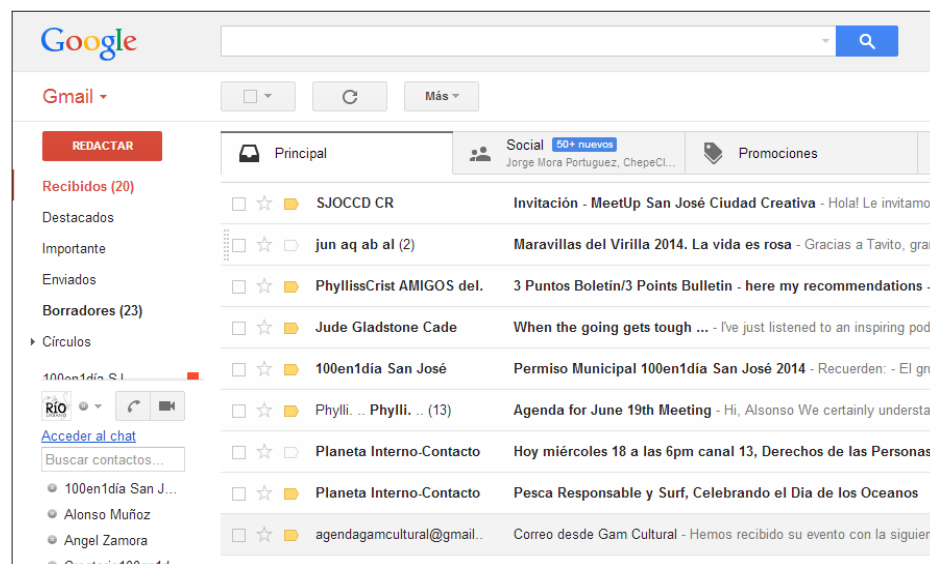 Google
Gmail
Más
REDACTAR
Principal
Social 50+ nuevos
Jorge Mora Portuguez, ChepeCl...
Promociones
Recibidos (20)
Destacados
Importante
Enviados
Borradores (23)
Círculos
100en1día S.J.
SJOCCD CR Invitación - MeetUp San José Ciudad Creativa - Hola! Le invitamo
jun aq ab al (2) Maravillas del Virilla 2014. La vida es rosa - Gracias a Tavito, gra
PhyllissCrist AMIGOS del. 3 Puntos Boletín/3 Points Bulletin - here my recommendations -
Jude Gladstone Cade When the going gets tough ... - I've just listened to an inspiring pod
100en1día San José Permiso Municipal 100en1día San José 2014 - Recuerden: - El gr
Phylli. .. Phylli. .. (13) Agenda for June 19th Meeting - Hi, Alsonso We certainly understa
Planeta Interno-Contacto Hoy miércoles 18 a las 6pm canal 13, Derechos de las Personas
Planeta Interno-Contacto Pesca Responsable y Surf, Celebrando el Dia de los Oceanos
agendagamcultural@gmail.. Correo desde Gam Cultural - Hemos recibido su evento con la siguier
RÍO
Acceder al chat
Buscar contactos...
100en1día San J...
Alonso Muñoz
Angel Zamora